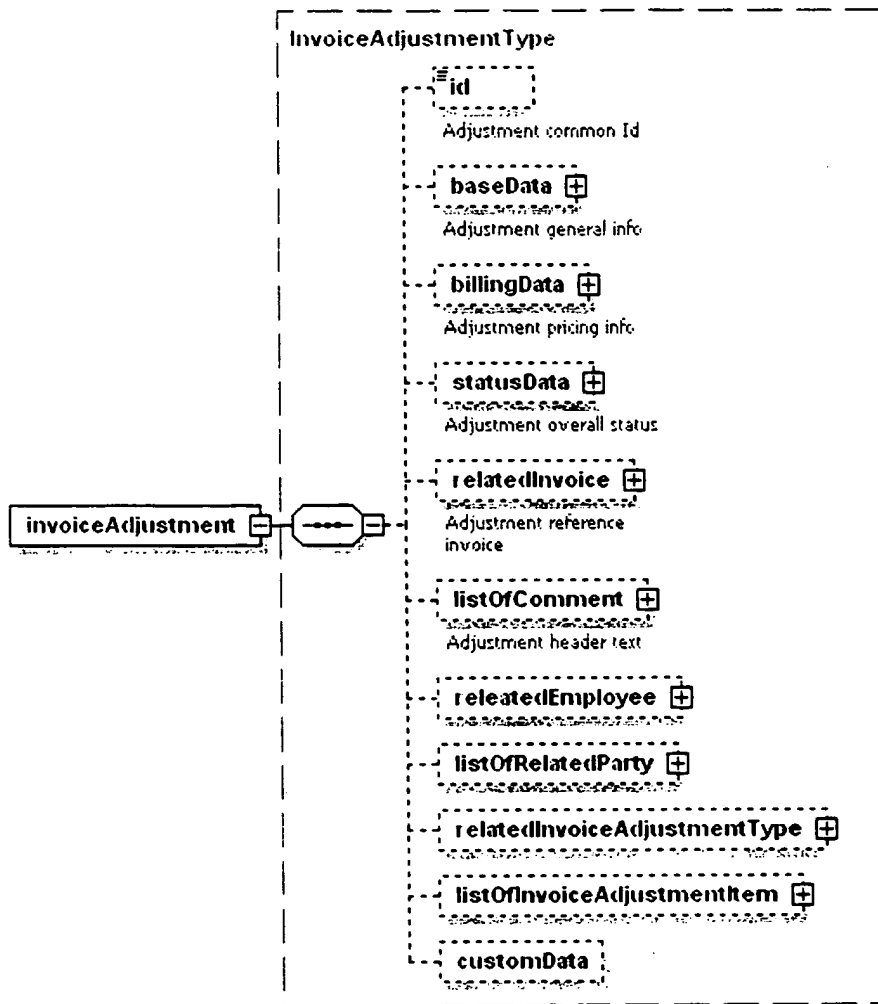 InvoiceAdjustmentType
id
Adjustment common Id
baseData
Adjustment general info
billingData
Adjustment pricing info
statusData
Adjustment overall status
relatedInvoice
invoiceAdjustment
Adjustment reference
invoice
listOfComment
Adjustment header text
releatedEmployee
listOfRelatedParty
relatedInvoiceAdjustmentType
listOfInvoiceAdjustmentItem
customData